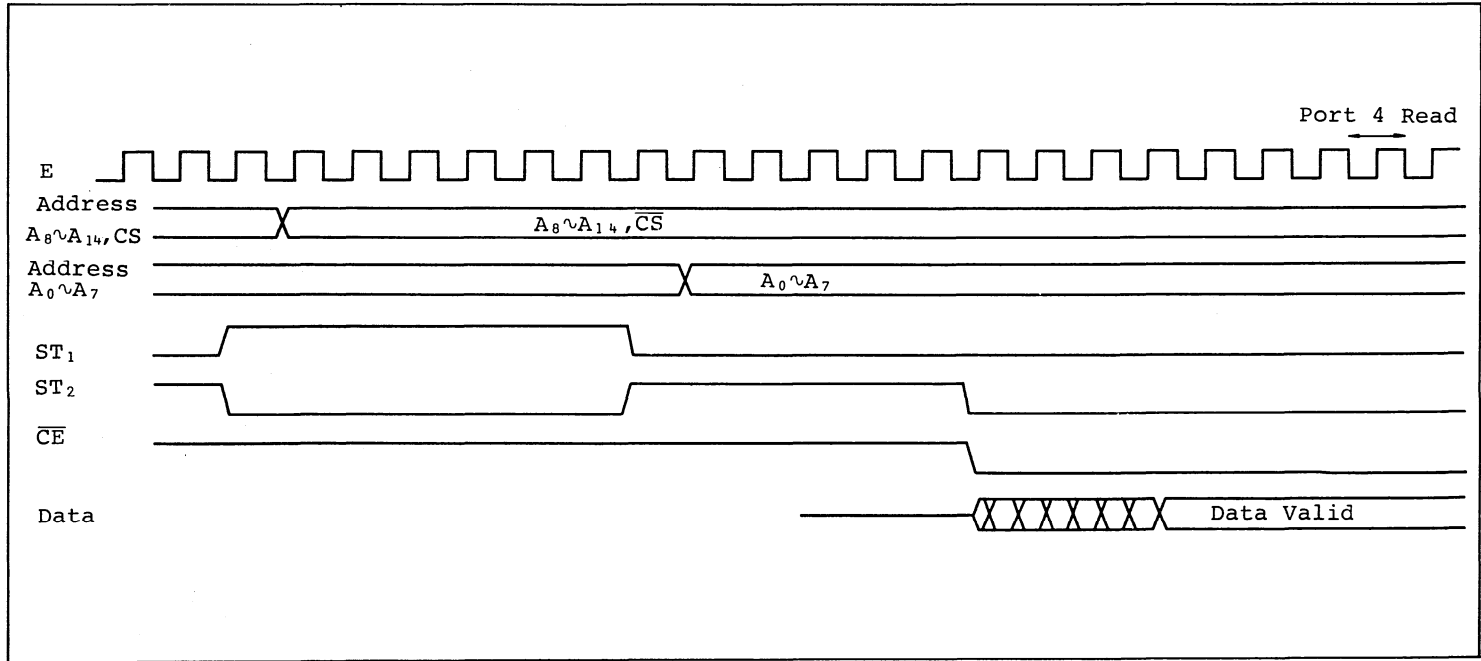 Port 4 Read
E
Address
A₈∿A₁₄,CS
A₈∿A₁₄,C̅S̅
Address
A₀∿A₇
A₀∿A₇
ST₁
ST₂
C̅E̅
Data
Data Valid